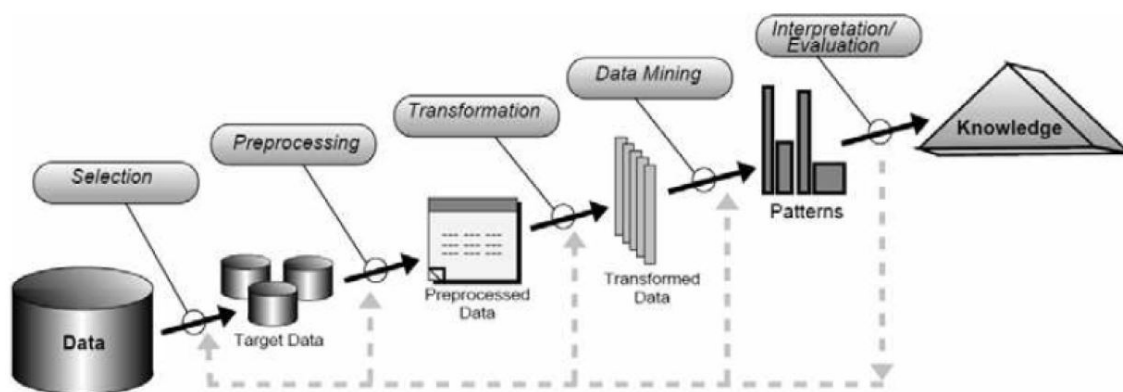 Interpretation/
Evaluation
Data Mining
Transformation
Preprocessing
Selection
Data
Target Data
Preprocessed
Data
Transformed
Data
Patterns
Knowledge